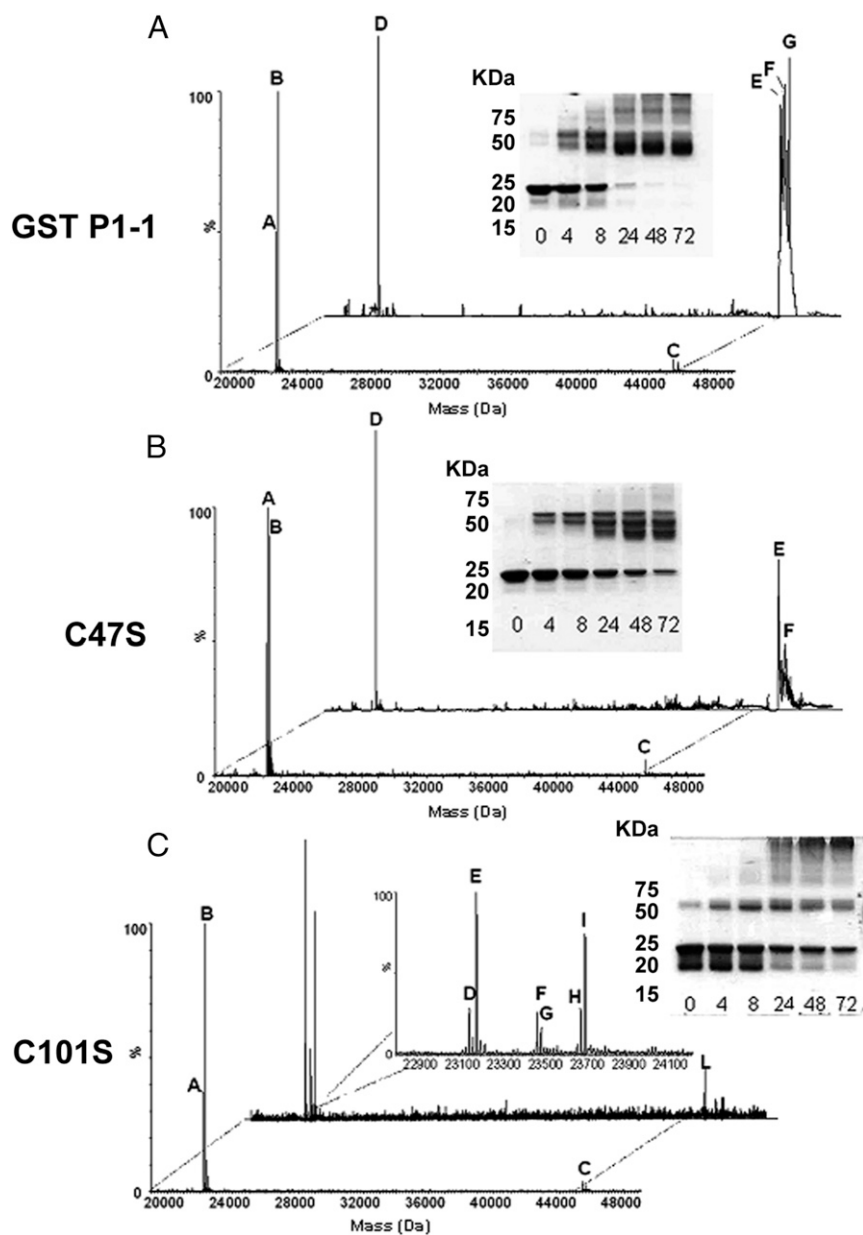 A
GST P1-1
100
%
0
A
B
D
C
E
F
G
20000 24000 28000 32000 36000 40000 44000 48000
Mass (Da)
KDa
75
50
25
20
15
0 4 8 24 48 72
B
C47S
100
%
0
A
B
D
C
E
F
20000 24000 28000 32000 36000 40000 44000 48000
Mass (Da)
KDa
75
50
25
20
15
0 4 8 24 48 72
C
C101S
100
%
0
A
B
C
L
20000 24000 28000 32000 36000 40000 44000 48000
Mass (Da)
100
%
0
D
E
F
G
H
I
22900 23100 23300 23500 23700 23900 24100
KDa
75
50
25
20
15
0 4 8 24 48 72